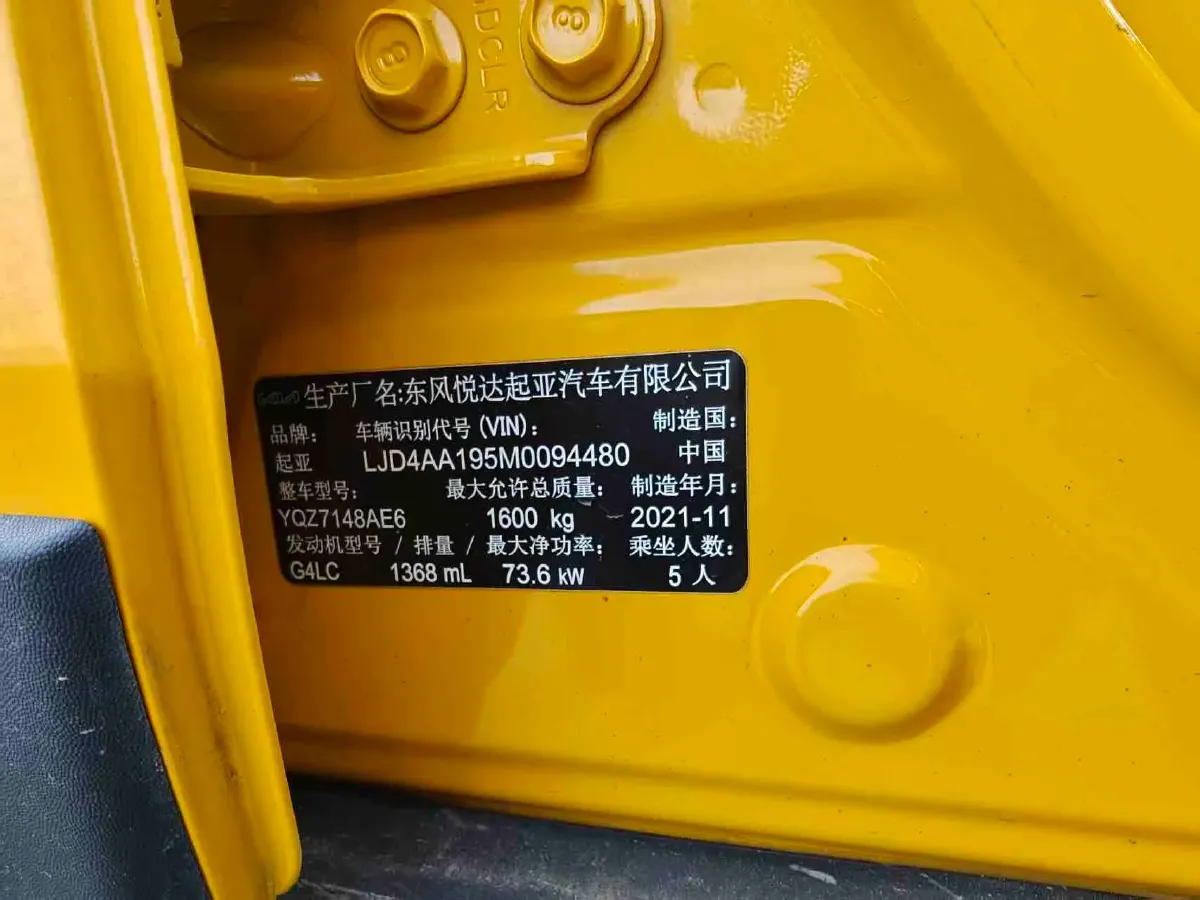 DCLR
8
8
生产厂名:东风悦达起亚汽车有限公司
品牌: 车辆识别代号(VIN): 制造国:
起亚 LJD4AA195M0094480 中国
整车型号: 最大允许总质量: 制造年月:
YQZ7148AE6 1600 kg 2021-11
发动机型号 / 排量 / 最大净功率: 乘坐人数:
G4LC 1368 mL 73.6 kW 5 人